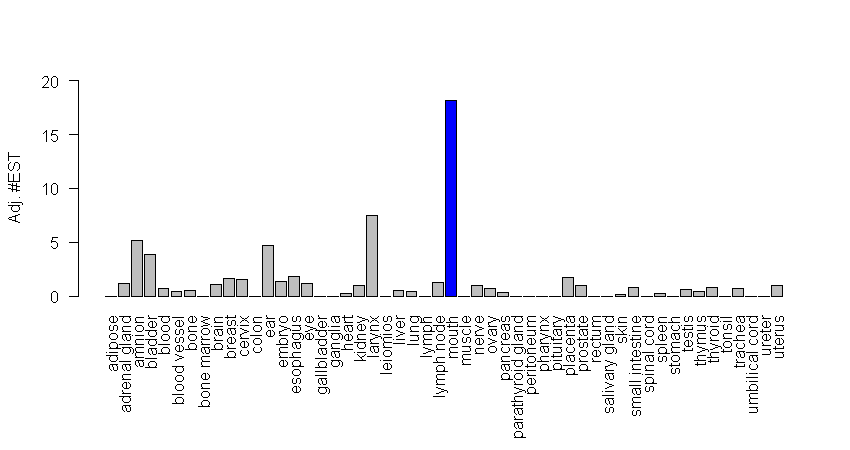 20
15
10
5
0
Adj. #EST
adipose
adrenal gland
amnion
bladder
blood
blood vessel
bone
bone marrow
brain
breast
cervix
colon
ear
embryo
esophagus
eye
gallbladder
ganglia
heart
kidney
larynx
leiomios
liver
lung
lymph
lymph node
mouth
muscle
nerve
ovary
pancreas
parathyroid gland
peritoneum
pharynx
pituitary
placenta
prostate
rectum
salivary gland
skin
small intestine
spinal cord
spleen
stomach
testis
thymus
thyroid
tonsil
trachea
umbilical cord
ureter
uterus